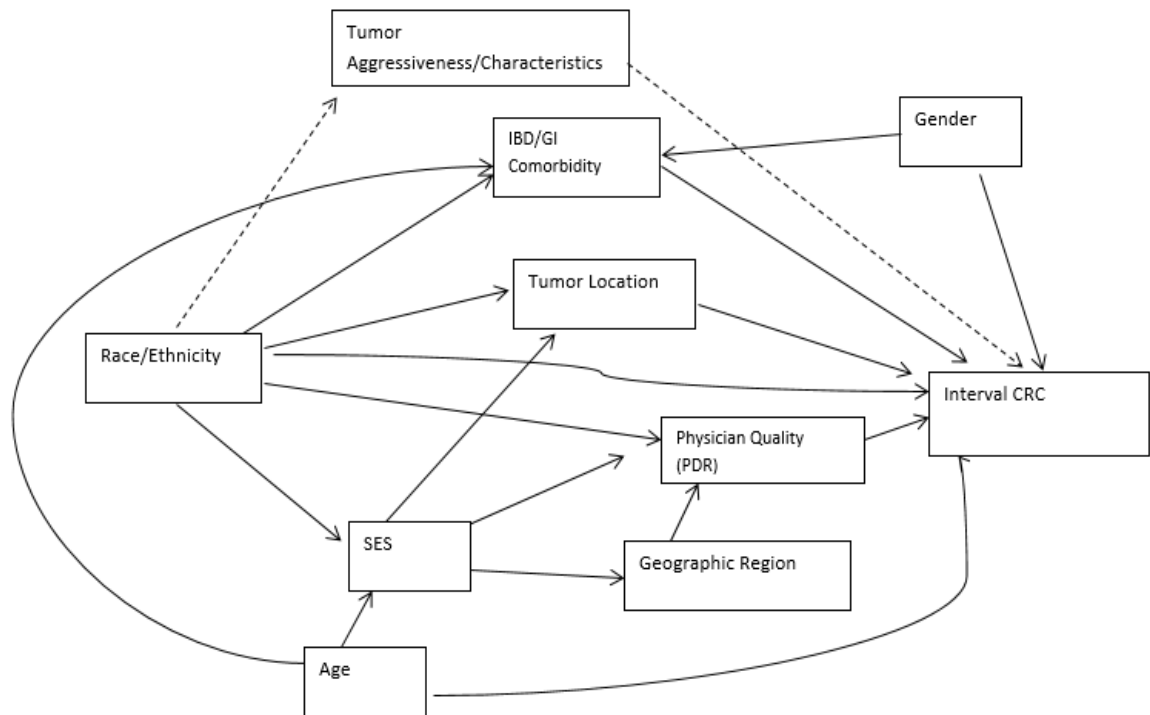 Tumor
Aggressiveness/Characteristics
Gender
IBD/GI
Comorbidity
Tumor Location
Race/Ethnicity
Interval CRC
Physician Quality
(PDR)
SES
Geographic Region
Age